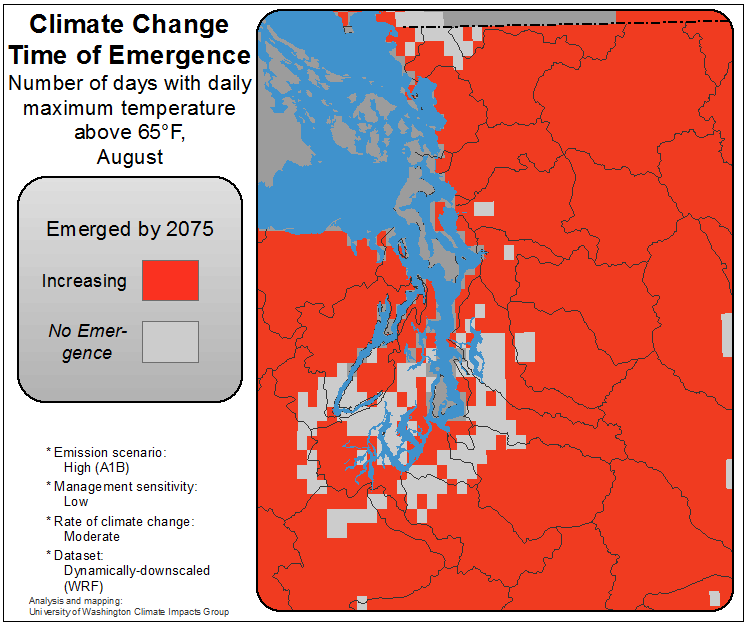 Climate Change
Time of Emergence
Number of days with daily
maximum temperature
above 65°F,
August
Emerged by 2075
Increasing
No Emer-
gence
* Emission scenario:
High (A1B)
* Management sensitivity:
Low
* Rate of climate change:
Moderate
* Dataset:
Dynamically-downscaled
(WRF)
Analysis and mapping:
University of Washington Climate Impacts Group